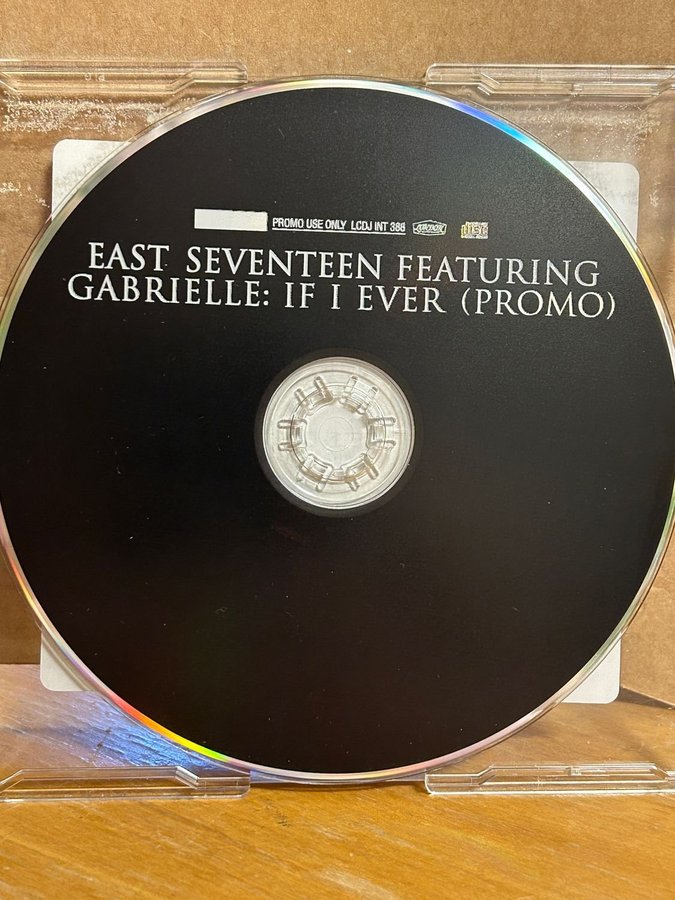 PROMO USE ONLY LCDJ INT 388
EAST SEVENTEEN FEATURING
GABRIELLE: IF I EVER (PROMO)